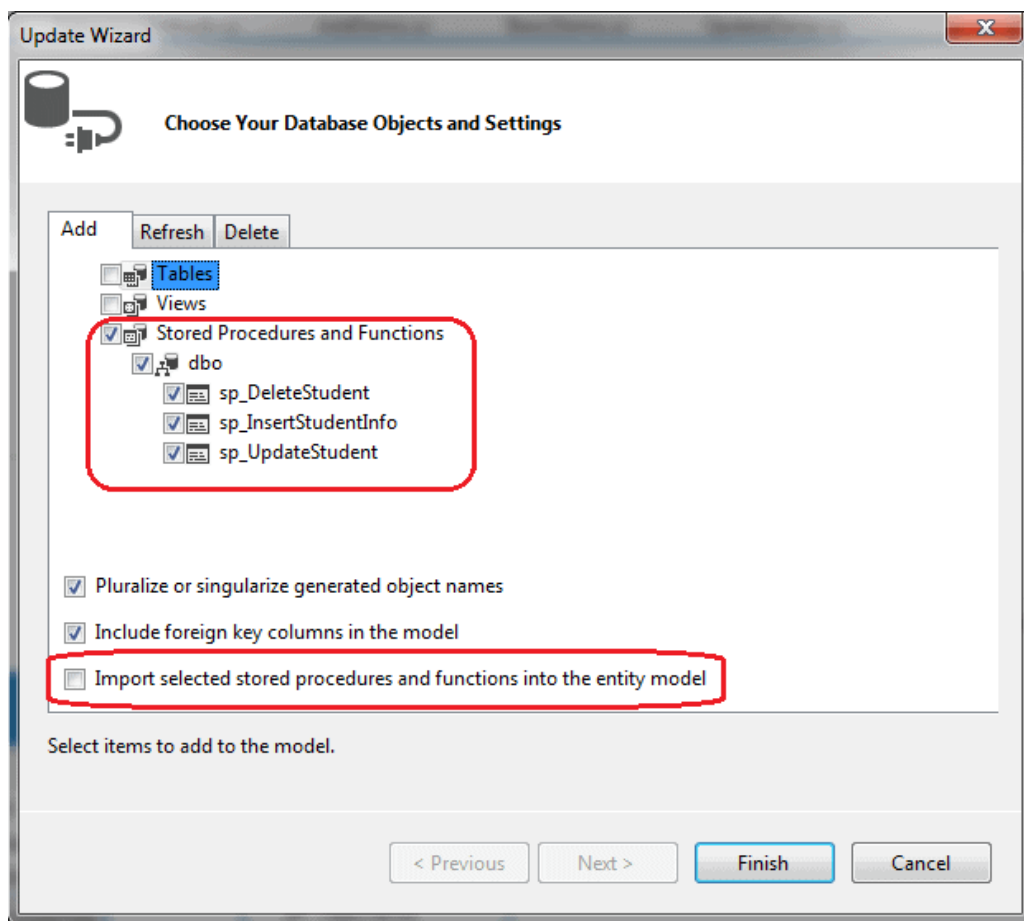 Update Wizard
X
Choose Your Database Objects and Settings
Add
Refresh
Delete
Tables
Views
Stored Procedures and Functions
dbo
sp_DeleteStudent
sp_InsertStudentInfo
sp_UpdateStudent
Pluralize or singularize generated object names
Include foreign key columns in the model
Import selected stored procedures and functions into the entity model
Select items to add to the model.
< Previous
Next >
Finish
Cancel